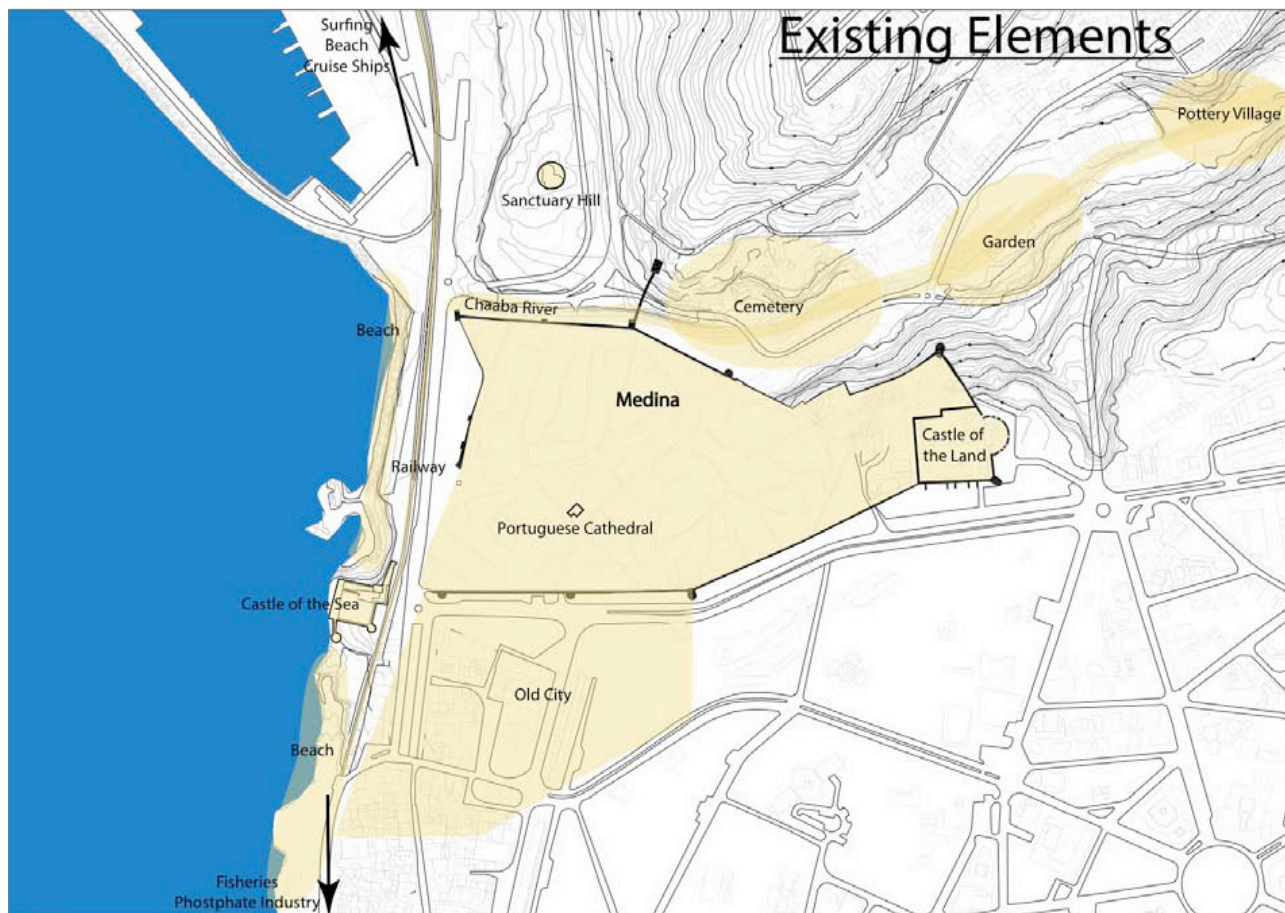 Existing Elements
Surfing
Beach
Cruise Ships
Pottery Village
Sanctuary Hill
Garden
Chaaba River
Cemetery
Beach
Medina
Castle of
the Land
Railway
Portuguese Cathedral
Castle of the Sea
Old City
Beach
Fisheries
Phostphate Industry